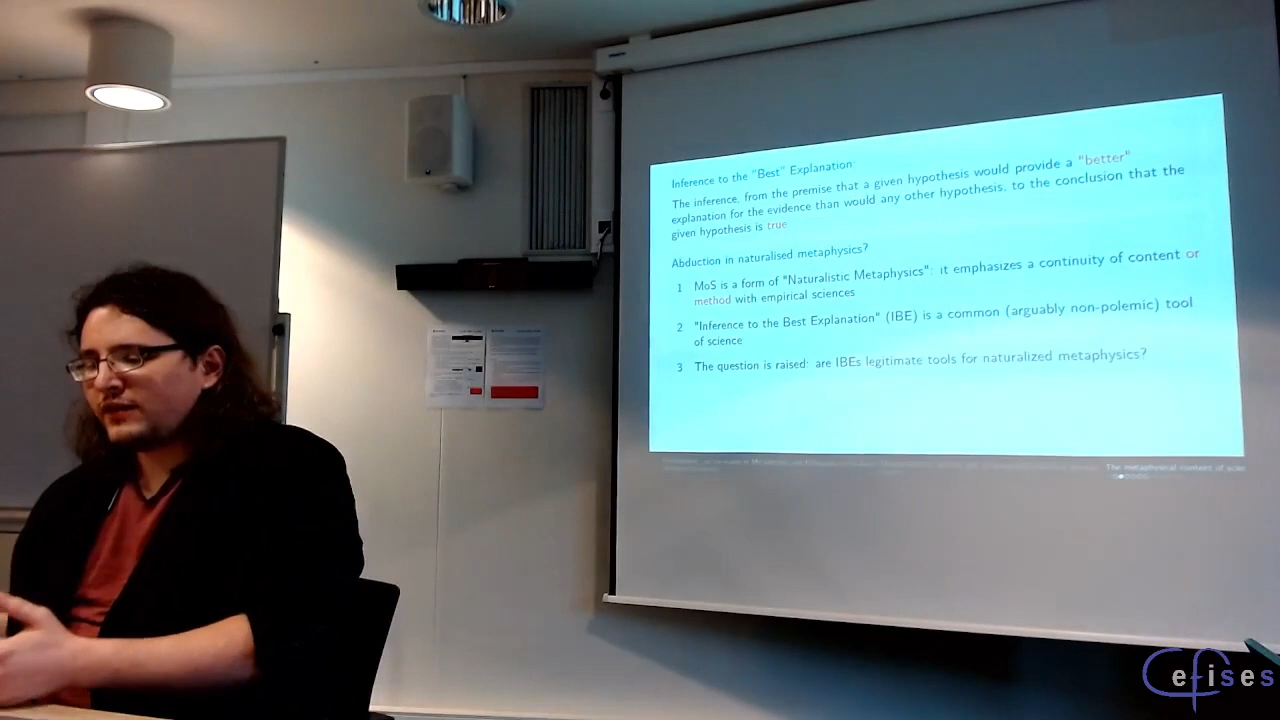 Inference to the "Best" Explanation
The inference, from the premise that a given hypothesis would provide a "better"
explanation for the evidence than would any other hypothesis, to the conclusion that the
given hypothesis is true
Abduction in naturalised metaphysics?
1 MoS is a form of "Naturalistic Metaphysics": it emphasizes a continuity of content or
method with empirical sciences
2 "Inference to the Best Explanation" (IBE) is a common (arguably non-polemic) tool
of science
3 The question is raised: are IBEs legitimate tools for naturalized metaphysics?
The metaphysical content of scie
Cefises